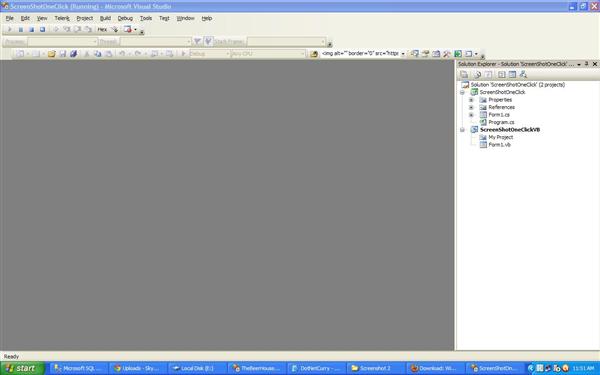 ScreenShotOneClick (Running) - Microsoft Visual Studio
File Edit View Telerik Project Build Debug Tools Test Window Help
Hex
Process: Thread: Stack Frame:
Debug Any CPU <img alt="" border="0" src="http
Solution Explorer - Solution 'ScreenShotOneClick' ...
Solution 'ScreenShotOneClick' (2 projects)
ScreenShotOneClick
Properties
References
Form1.cs
Program.cs
ScreenShotOneClickVB
My Project
Form1.vb
Ready
start Microsoft SQL ... Uploads - Sky... Local Disk (E:) TheBeerHouse... DotNetCurry - ... Screenshot 2 Download: Wi... ScreenShotOn... 11:51 AM